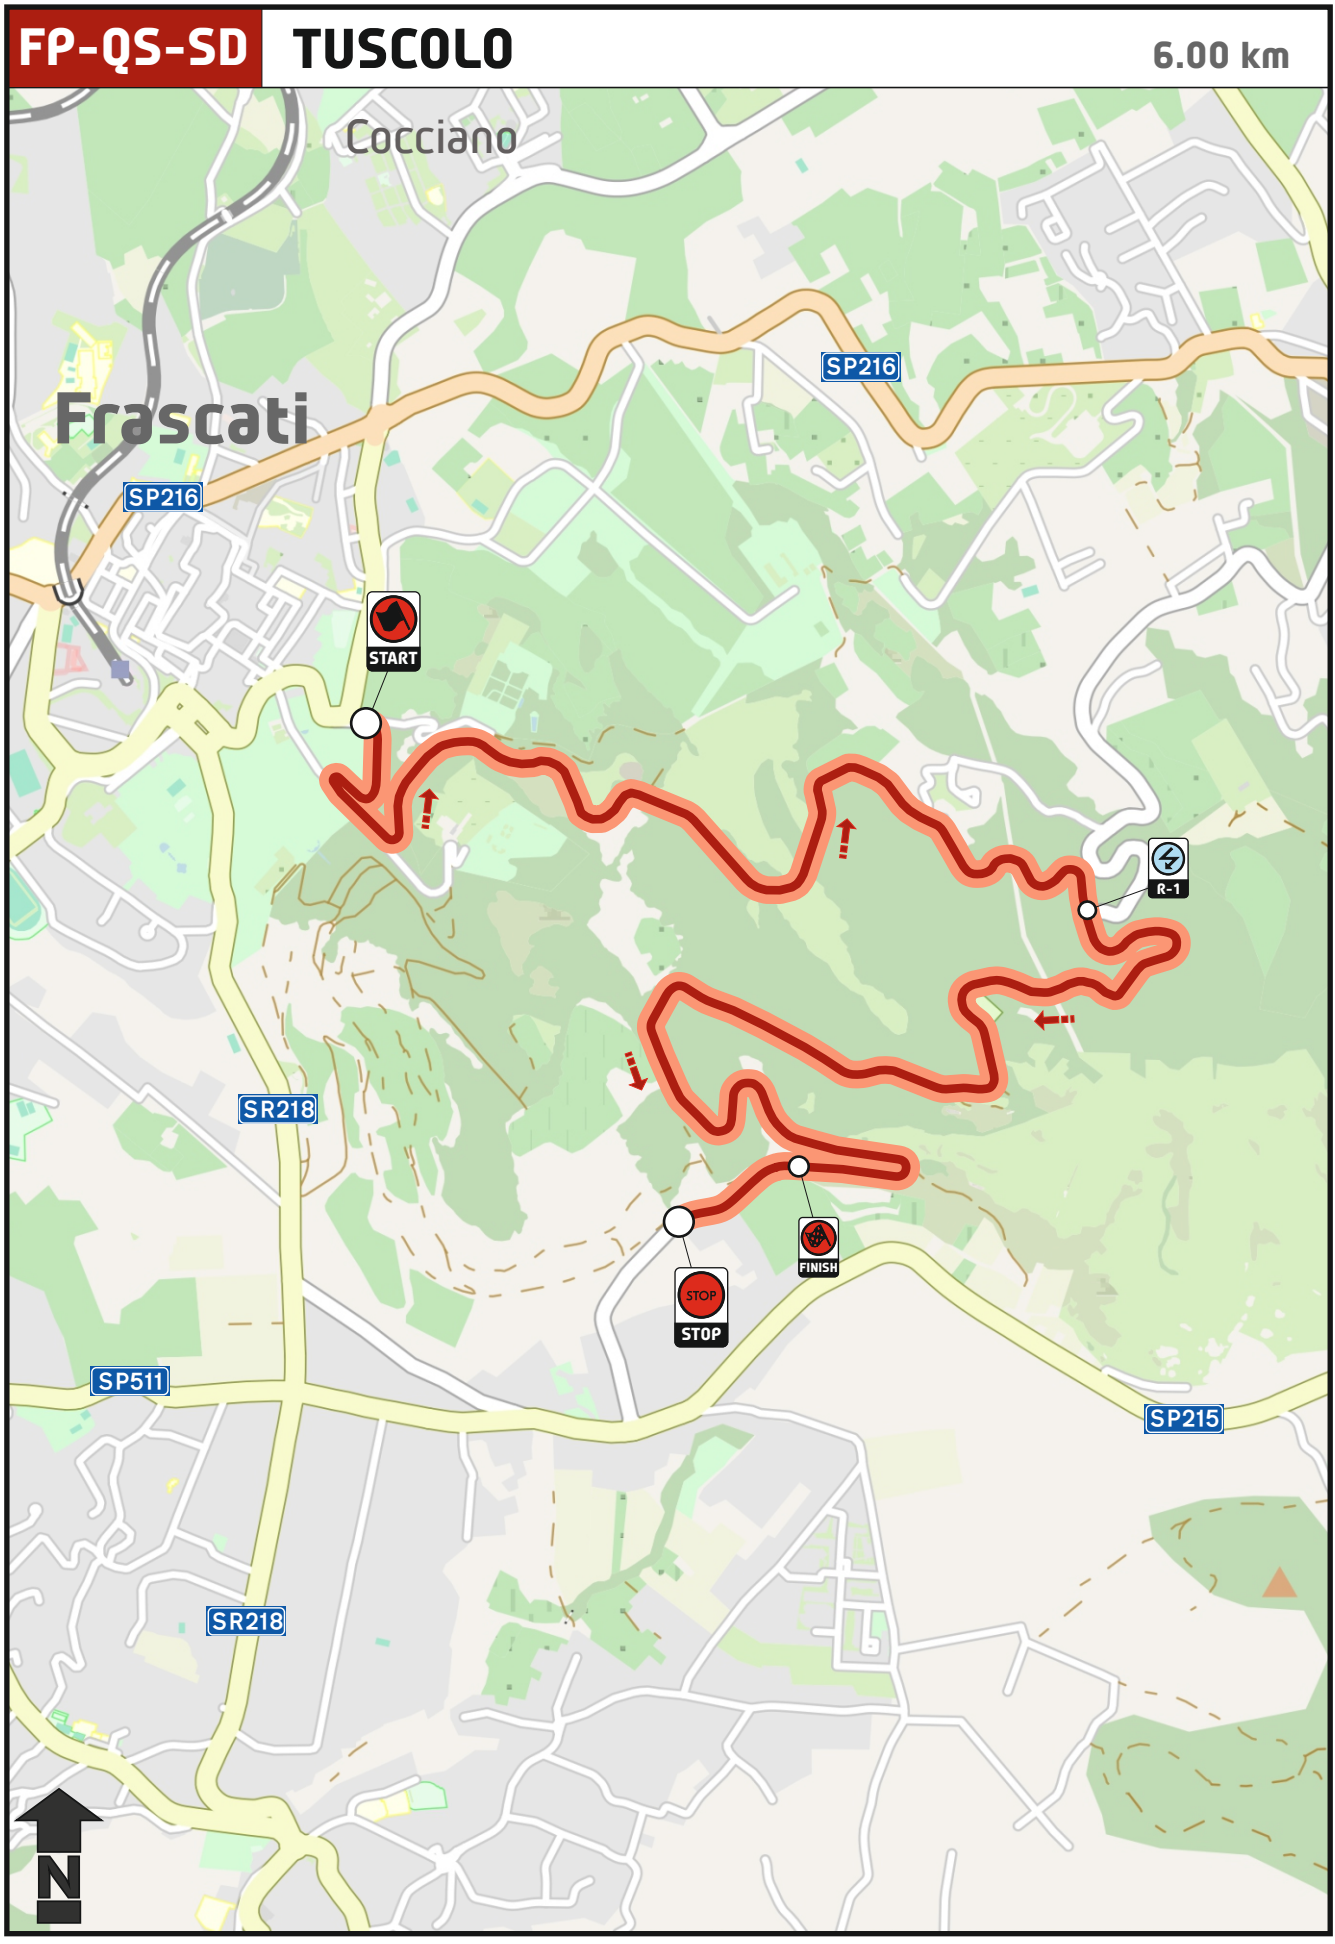 FP-QS-SD
TUSCOLO
6.00 km
Cocciano
SP216
Frascati
SP216
START
R-1
SR218
FINISH
STOP
STOP
SP511
SP215
SR218
N